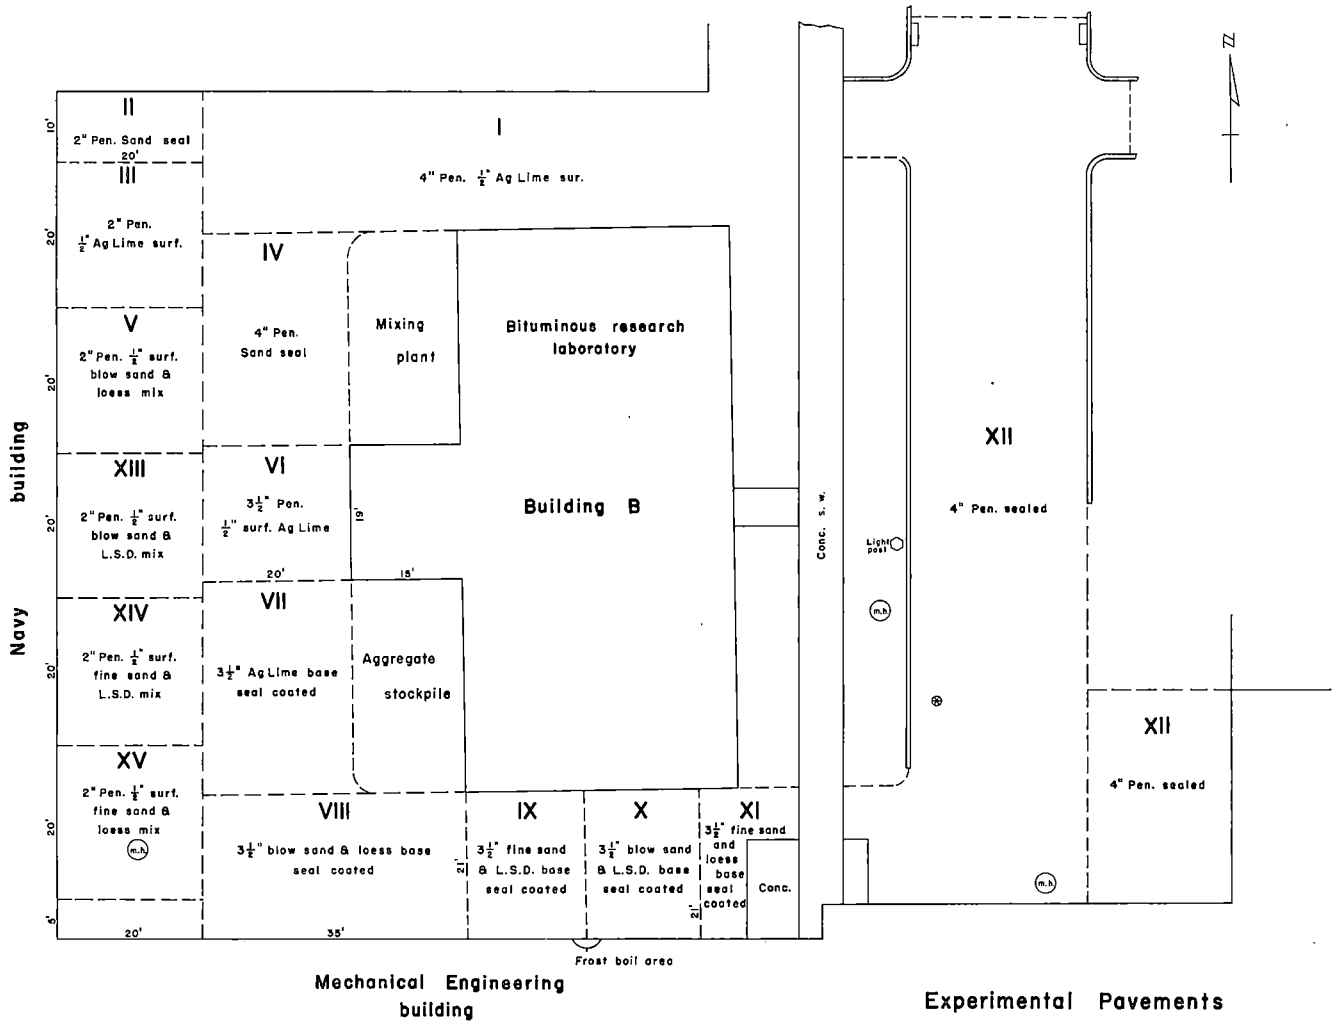 II
10'
2" Pen. Sand seal
20'
I
4" Pen. ½" Ag Lime sur.
III
2" Pen.
½" Ag Lime surf.
20'
IV
4" Pen.
Sand seal
Mixing
plant
Bituminous research
laboratory
V
2" Pen. ½" surf.
blow sand &
loess mix
20'
XIII
2" Pen. ½" surf.
blow sand &
L.S.D. mix
20'
VI
3½" Pen.
½" surf. Ag Lime
19'
20'
15'
Building B
Conc. s. w.
Light
post
m.h.
XII
4" Pen. sealed
N
building
Navy
XIV
2" Pen. ½" surf.
fine sand &
L.S.D. mix
20'
VII
3½" Ag Lime base
seal coated
Aggregate
stockpile
XII
4" Pen. sealed
XV
2" Pen. ½" surf.
fine sand &
loess mix
m.h.
20'
5'
20'
VIII
3½" blow sand & loess base
seal coated
35'
21'
IX
3½" fine sand
& L.S.D. base
seal coated
X
3½" blow sand
& L.S.D. base
seal coated
21'
XI
3½" fine sand
and
loess
base
seal
coated
Conc.
m.h.
Frost boil area
Mechanical Engineering
building
Experimental Pavements